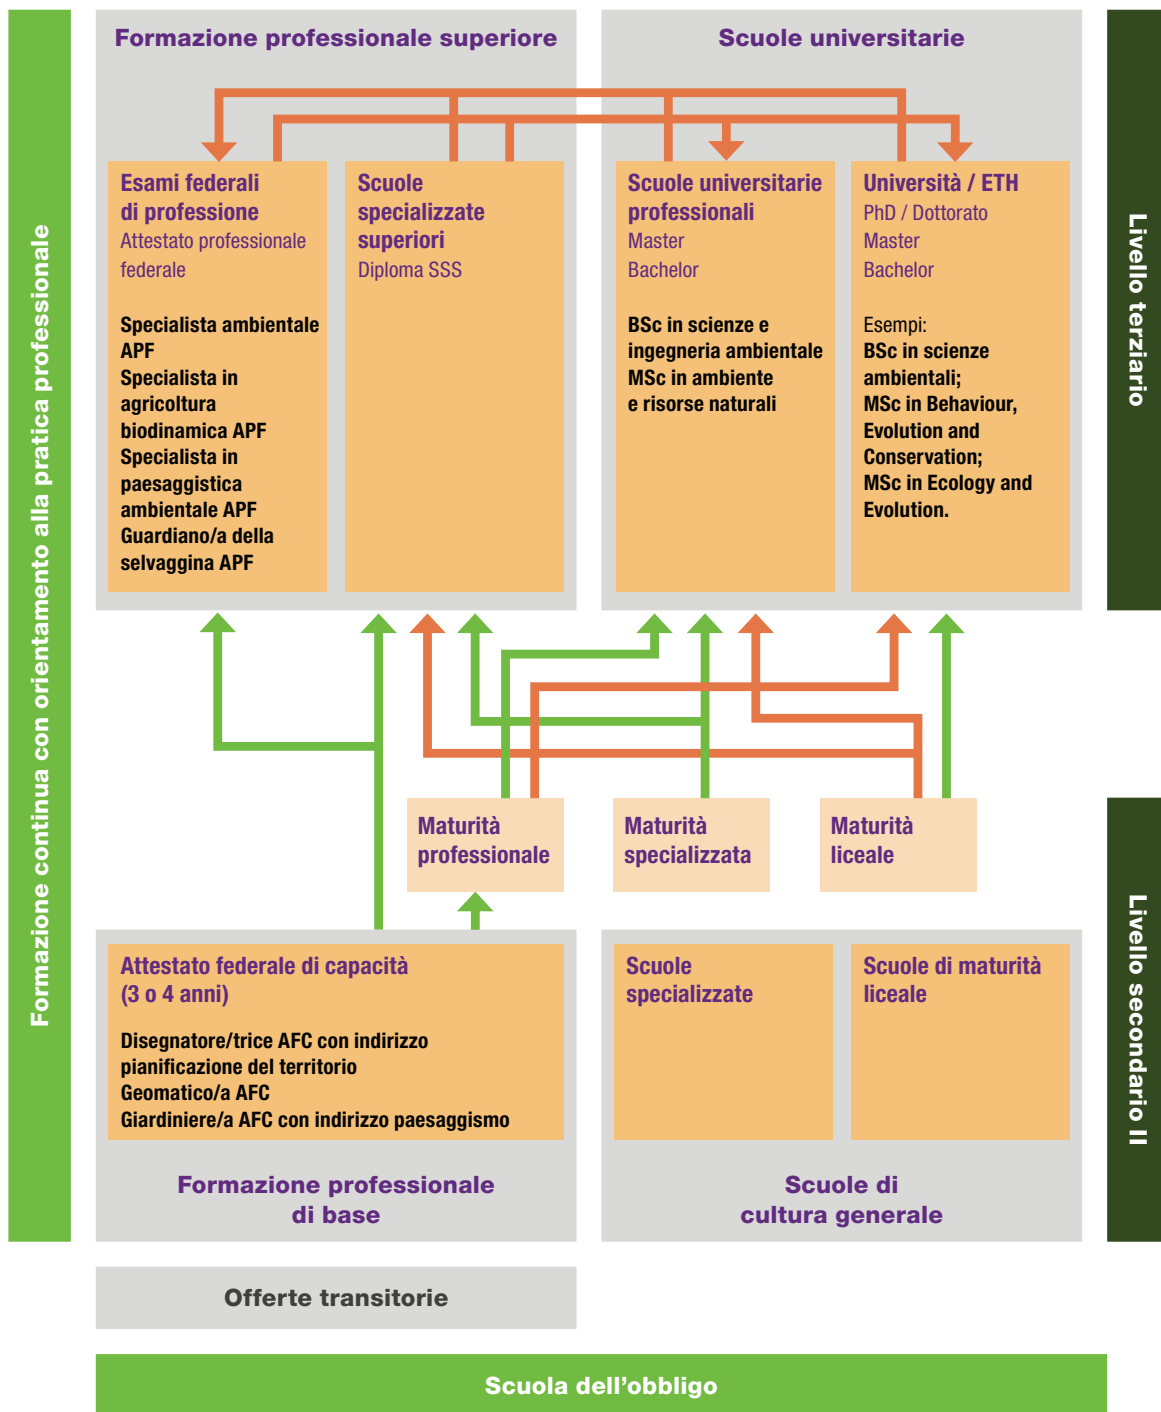 Formazione continua con orientamento alla pratica professionale
Formazione professionale superiore
Scuole universitarie
Esami federali
di professione
Attestato professionale
federale
Specialista ambientale
APF
Specialista in
agricoltura
biodinamica APF
Specialista in
paesaggistica
ambientale APF
Guardiano/a della
selvaggina APF
Scuole
specializzate
superiori
Diploma SSS
Scuole universitarie
professionali
Master
Bachelor
BSc in scienze e
ingegneria ambientale
MSc in ambiente
e risorse naturali
Università / ETH
PhD / Dottorato
Master
Bachelor
Esempi:
BSc in scienze
ambientali;
MSc in Behaviour,
Evolution and
Conservation;
MSc in Ecology and
Evolution.
Livello terziario
Maturità
professionale
Maturità
specializzata
Maturità
liceale
Attestato federale di capacità
(3 o 4 anni)
Disegnatore/trice AFC con indirizzo
pianificazione del territorio
Geomatico/a AFC
Giardiniere/a AFC con indirizzo paesaggismo
Formazione professionale
di base
Scuole
specializzate
Scuole di maturità
liceale
Scuole di
cultura generale
Livello secondario II
Offerte transitorie
Scuola dell'obbligo